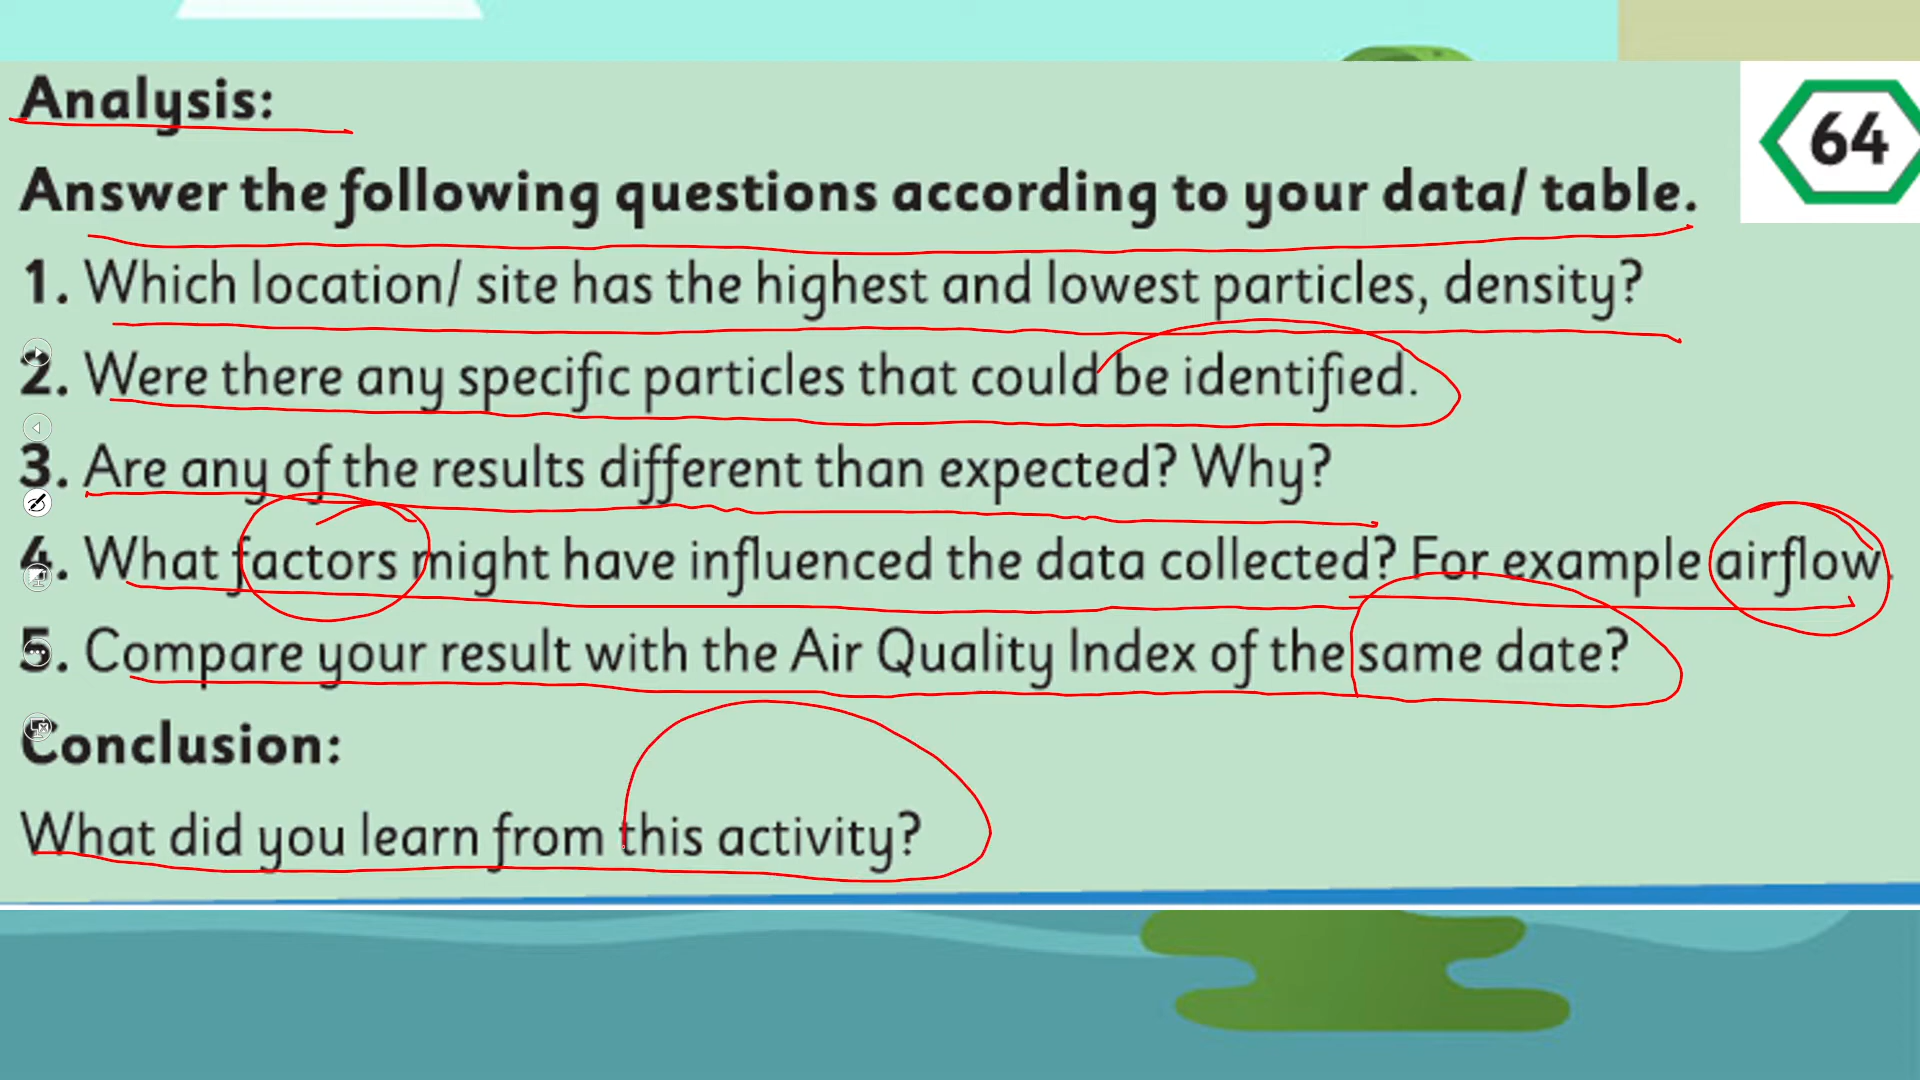 Analysis:
64
Answer the following questions according to your data/ table.
1. Which location/ site has the highest and lowest particles, density?
2. Were there any specific particles that could be identified.
3. Are any of the results different than expected? Why?
4. What factors might have influenced the data collected? For example airflow.
5. Compare your result with the Air Quality Index of the same date?
Conclusion:
What did you learn from this activity?